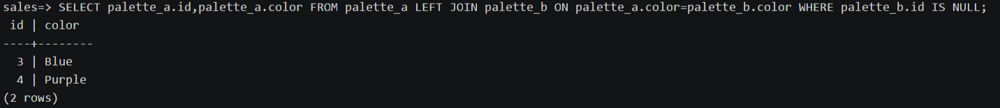 sales=> SELECT palette_a.id,palette_a.color FROM palette_a LEFT JOIN palette_b ON palette_a.color=palette_b.color WHERE palette_b.id IS NULL;
 id | color
----+--------
  3 | Blue
  4 | Purple
(2 rows)